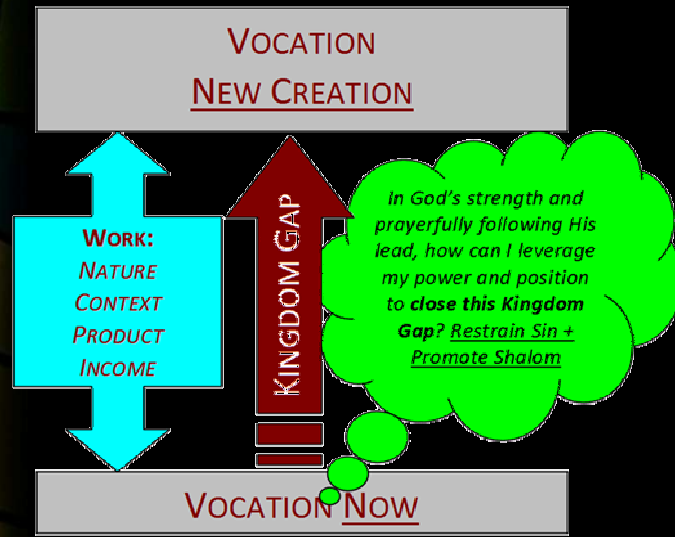 VOCATION
NEW CREATION
WORK:
NATURE
CONTEXT
PRODUCT
INCOME
KINGDOM GAP
In God's strength and
prayerfully following His
lead, how can I leverage
my power and position
to close this Kingdom
Gap? Restrain Sin +
Promote Shalom
VOCATION NOW